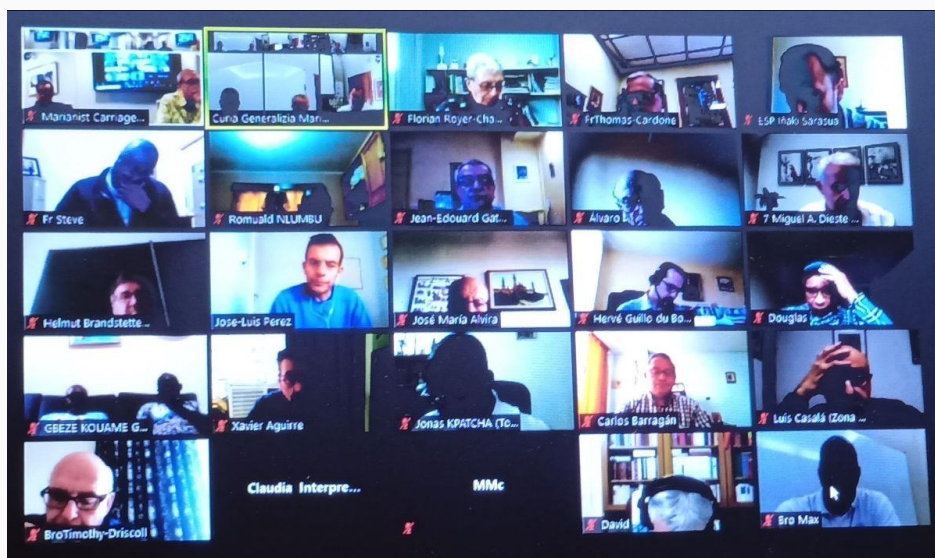 Marianist Carriage...
Curia Generalizia Mari...
Florian Royer-Cha...
FrThomas-Cardone
ESP Iñaki Sarasua
Fr Steve
Romuald NLUMBU
Jean-Edouard Gat...
Álvaro
7 Miguel A. Dieste ...
Helmut Brandstette...
Jose-Luis Pérez
José María Alvira
Hervé Guillo du Bo...
Douglas
GBEZE KOUAME G...
Xavier Aguirre
Jonas KPATCHA (To...
Carlos Barragán
Luis Casalá (Zona ...
BroTimothy-Driscoll
Claudia Interpre...
MMc
David
Bro Max